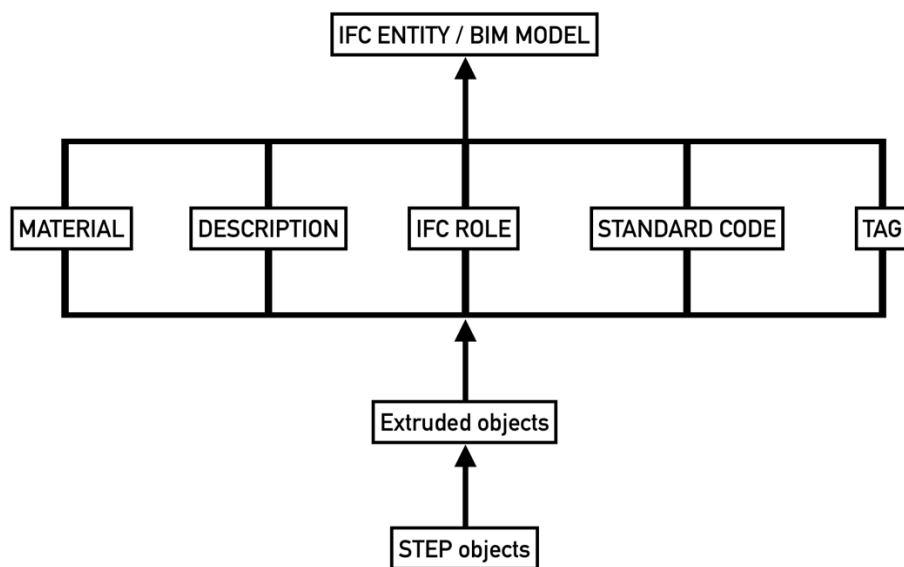 IFC ENTITY / BIM MODEL
MATERIAL
DESCRIPTION
IFC ROLE
STANDARD CODE
TAG
Extruded objects
STEP objects